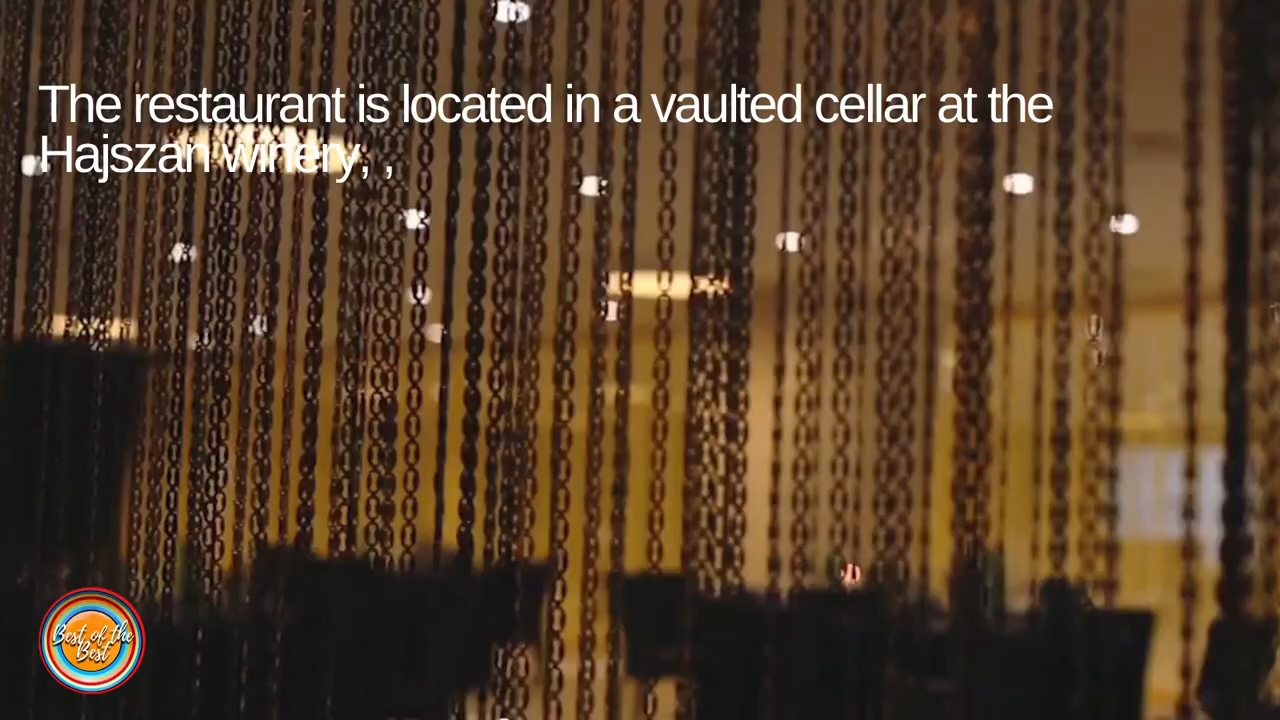 The restaurant is located in a vaulted cellar at the
Hajszan winery, ,
Best of the
Best